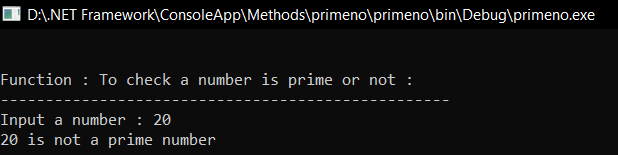 D:\.NET Framework\ConsoleApp\Methods\primeno\primeno\bin\Debug\primeno.exe
Function : To check a number is prime or not :
--------------------------------------------------
Input a number : 20
20 is not a prime number